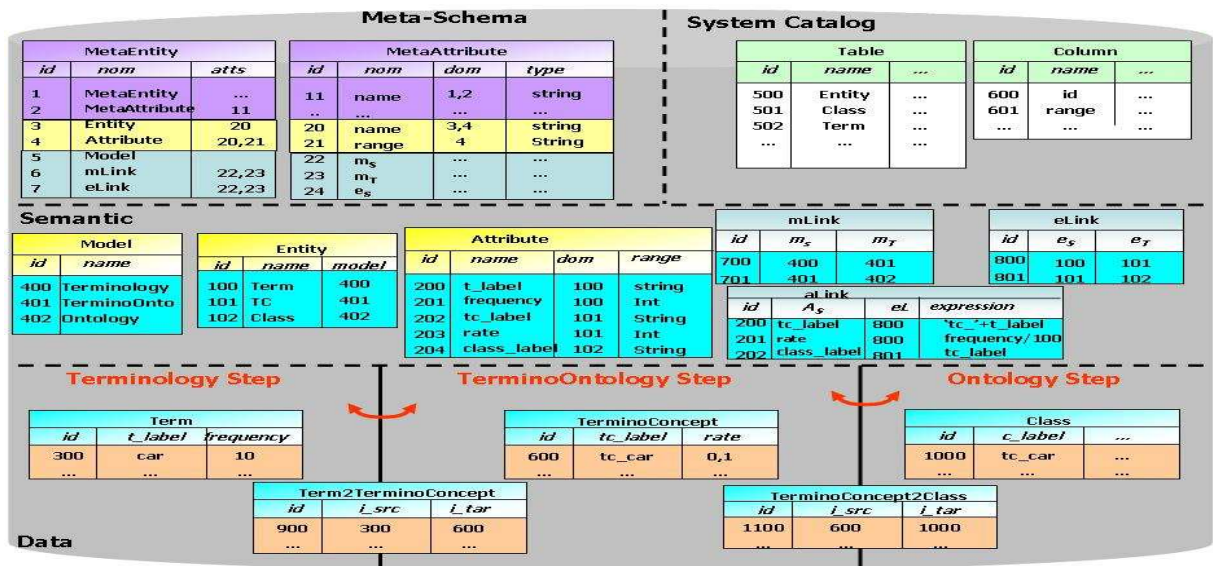 Meta-Schema
System Catalog
MetaEntity
id nom atts
1 MetaEntity ...
2 MetaAttribute 11
3 Entity 20
4 Attribute 20,21
5 Model
6 mLink 22,23
7 eLink 22,23
MetaAttribute
id nom dom type
11 name 1,2 string
.. ... ... ...
20 name 3,4 string
21 range 4 String
22 mS ... ...
23 mT ... ...
24 eS ... ...
Table
id name ...
500 Entity ...
501 Class ...
502 Term ...
... ... ...
Column
id name ...
600 id ...
601 range ...
... ... ...
Semantic
Model
id name
400 Terminology
401 TerminoOnto
402 Ontology
Entity
id name model
100 Term 400
101 TC 401
102 Class 402
Attribute
id name dom range
200 t_label 100 string
201 frequency 100 Int
202 tc_label 101 String
203 rate 101 Int
204 class_label 102 String
mLink
id mS mT
700 400 401
701 401 402
eLink
id eS eT
800 100 101
801 101 102
aLink
id AS eL expression
200 tc_label 800 'tc_'+t_label
201 rate 800 frequency/100
202 class_label 801 tc_label
Terminology Step
TerminoOntology Step
Ontology Step
Term
id t_label frequency
300 car 10
... ... ...
TerminoConcept
id tc_label rate
600 tc_car 0,1
... ... ...
Class
id c_label ...
1000 tc_car ...
... ... ...
Term2TerminoConcept
id i_src i_tar
900 300 600
... ... ...
TerminoConcept2Class
id i_src i_tar
1100 600 1000
... ... ...
Data